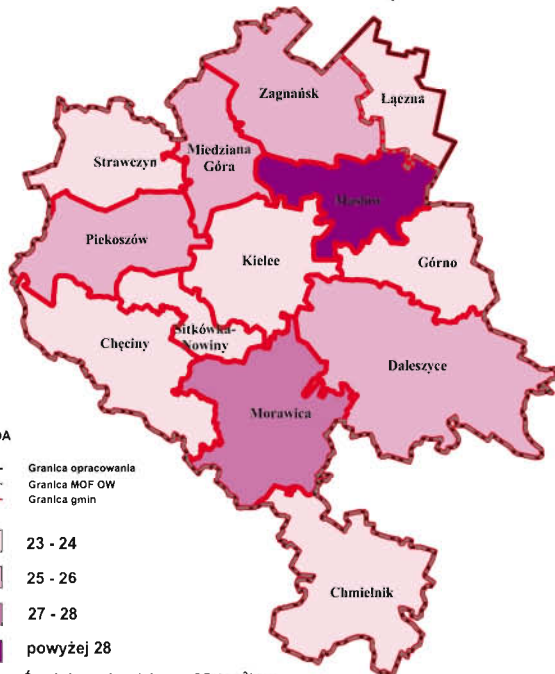 Zagnańsk
Łączna
Strawczyn
Miedziana
Góra
Masłów
Piekoszów
Kielce
Górno
Sitkówka-
Nowiny
Chęciny
Daleszyce
Morawica
DA
Granica opracowania
Granica MOF OW
Granica gmin
23 - 24
25 - 26
27 - 28
powyżej 28
Chmielnik